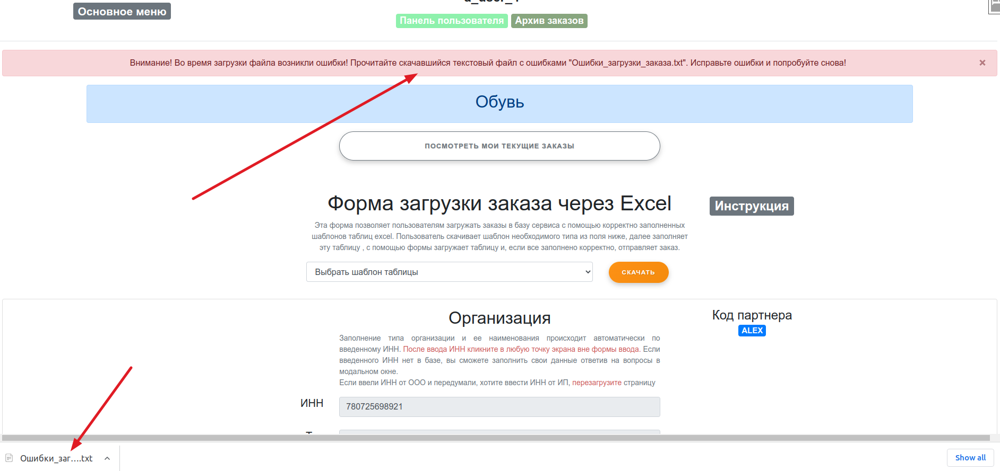 Основное меню
Панель пользователя Архив заказов
Внимание! Во время загрузки файла возникли ошибки! Прочитайте скачавшийся текстовый файл с ошибками "Ошибки_загрузки_заказа.txt". Исправьте ошибки и попробуйте снова! ×
Обувь
ПОСМОТРЕТЬ МОИ ТЕКУЩИЕ ЗАКАЗЫ
Форма загрузки заказа через Excel
Инструкция
Эта форма позволяет пользователям загружать заказы в базу сервиса с помощью корректно заполненных
шаблонов таблиц excel. Пользователь скачивает шаблон необходимого типа из поля ниже, далее заполняет
эту таблицу , с помощью формы загружает таблицу и, если все заполнено корректно, отправляет заказ.
Выбрать шаблон таблицы
СКАЧАТЬ
Организация
Код партнера
ALEX
Заполнение типа организации и ее наименования происходит автоматически по
введенному ИНН. После ввода ИНН кликните в любую точку экрана вне формы ввода. Если
введенного ИНН нет в базе, вы сможете заполнить свои данные ответив на вопросы в
модальном окне.
Если ввели ИНН от ООО и передумали, хотите ввести ИНН от ИП, перезагрузите страницу
ИНН 780725698921
Ошибки_заг....txt
Show all